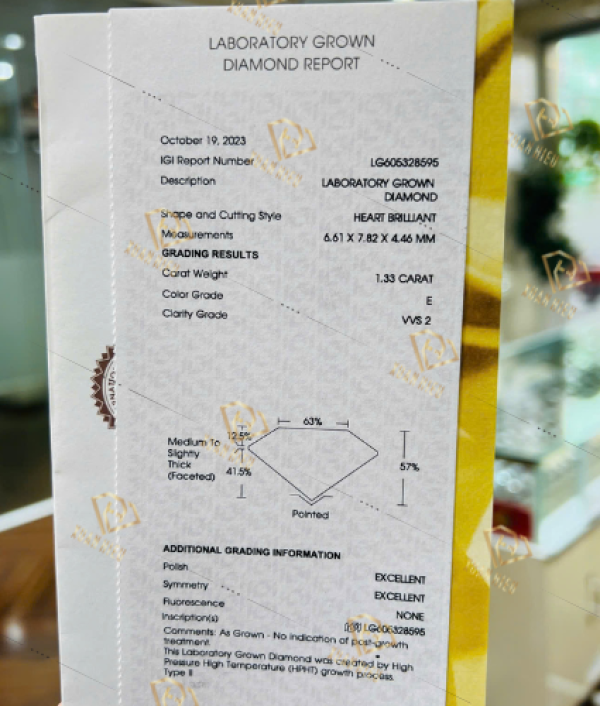 LABORATORY GROWN
DIAMOND REPORT
October 19, 2023
IGI Report Number LG605328595
Description LABORATORY GROWN
DIAMOND
Shape and Cutting Style HEART BRILLIANT
Measurements 6.61 X 7.82 X 4.46 MM
GRADING RESULTS
Carat Weight 1.33 CARAT
Color Grade E
Clarity Grade VVS 2
63%
12.5%
Medium To
Slightly
Thick
(Faceted)
41.5%
57%
Pointed
ADDITIONAL GRADING INFORMATION
Polish EXCELLENT
Symmetry EXCELLENT
Fluorescence NONE
Inscription(s) LG605328595
Comments: As Grown - No indication of post-growth
treatment.
This Laboratory Grown Diamond was created by High
Pressure High Temperature (HPHT) growth process.
Type II